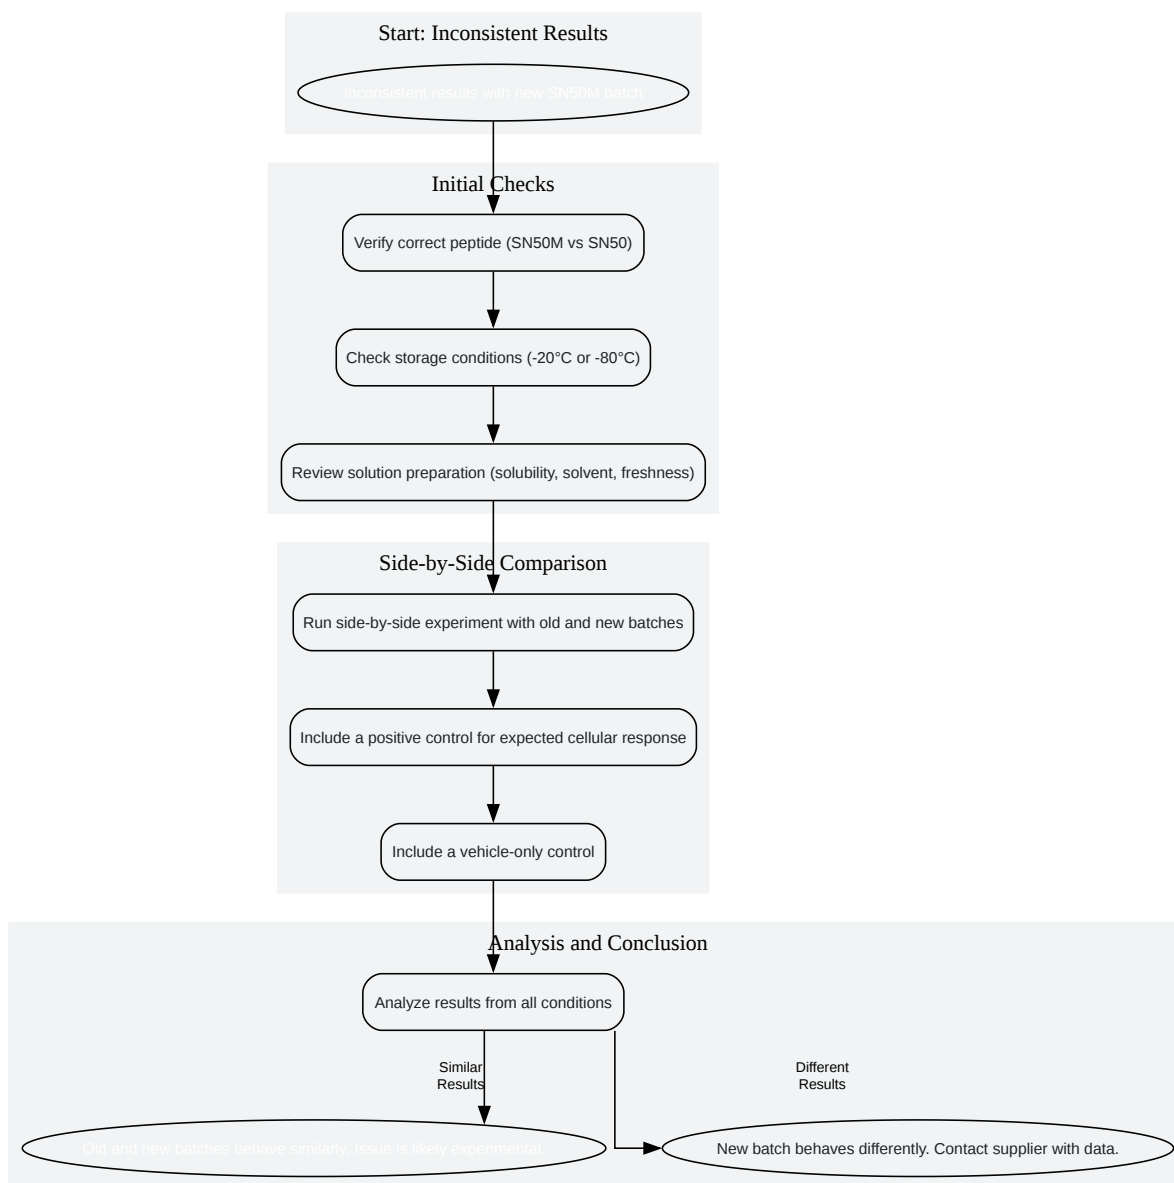 Start: Inconsistent Results
Inconsistent results with new SN50M batch
Initial Checks
Verify correct peptide (SN50M vs SN50)
Check storage conditions (-20°C or -80°C)
Review solution preparation (solubility, solvent, freshness)
Side-by-Side Comparison
Run side-by-side experiment with old and new batches
Include a positive control for expected cellular response
Include a vehicle-only control
Analysis and Conclusion
Analyze results from all conditions
Similar
Results
Different
Results
Old and new batches behave similarly. Issue is likely experimental.
New batch behaves differently. Contact supplier with data.